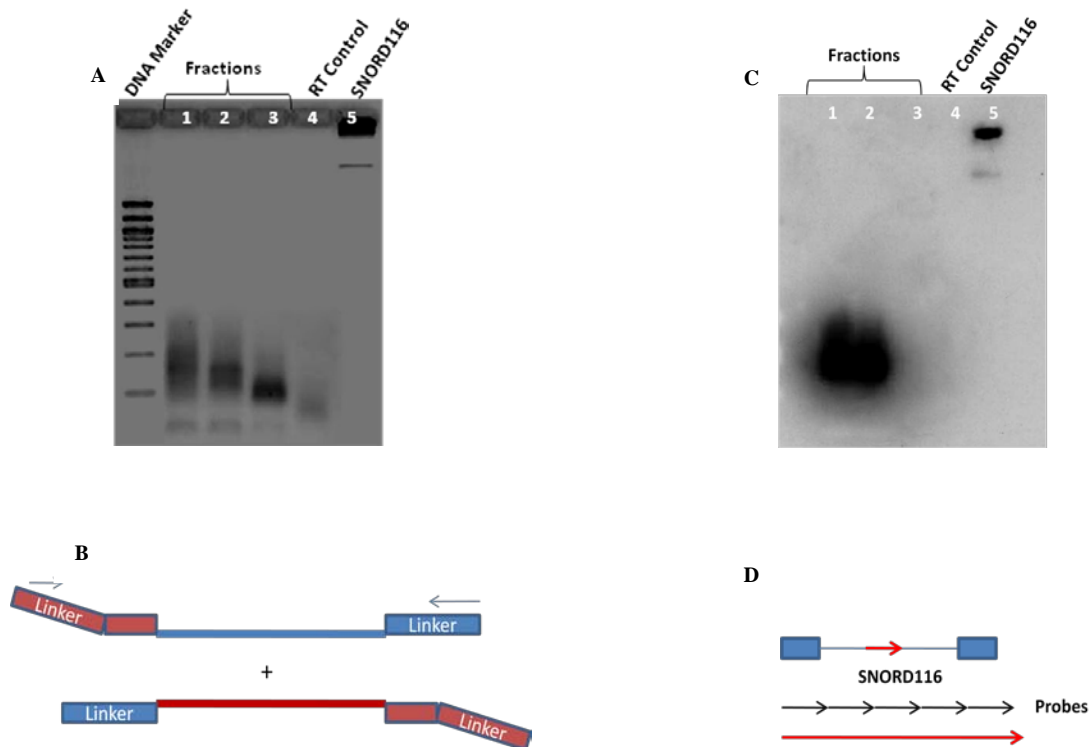 A
DNA Marker
Fractions
RT Control
SNORD116
1 2 3 4 5
C
Fractions
RT Control
SNORD116
1 2 3 4 5
B
Linker
Linker
+
Linker
Linker
D
SNORD116
Probes